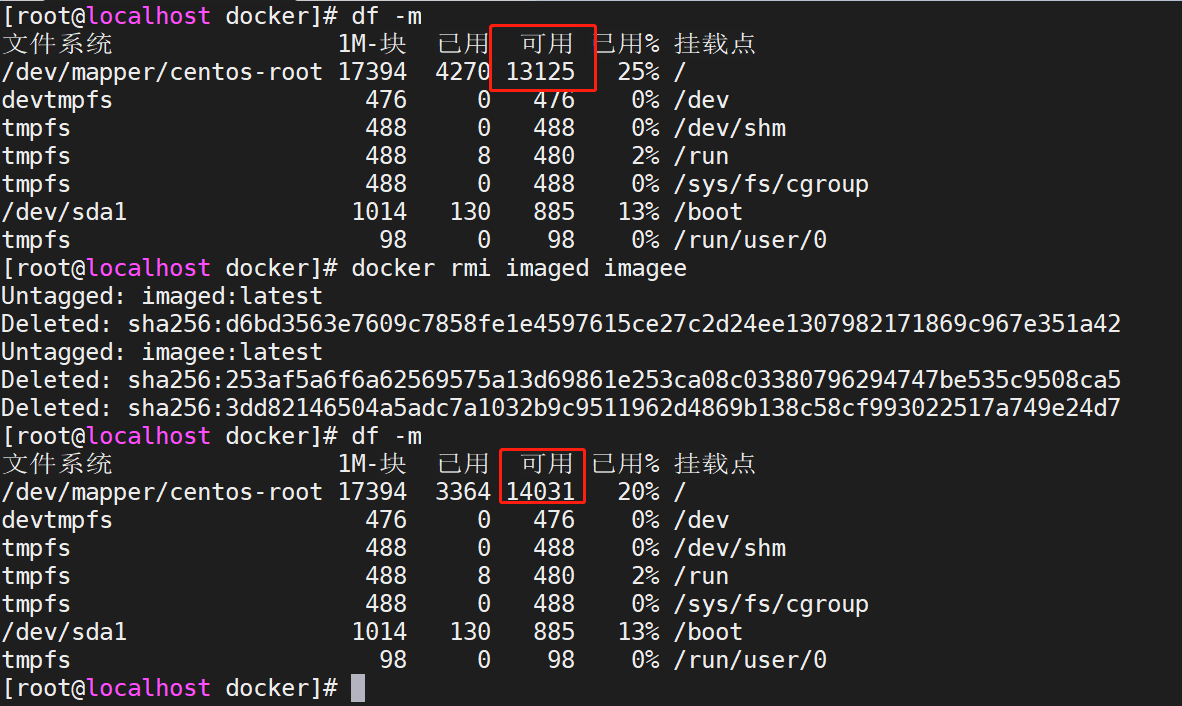 [root@localhost docker]# df -m
文件系统 1M-块 已用 可用 已用% 挂载点
/dev/mapper/centos-root 17394 4270 13125 25% /
devtmpfs 476 0 476 0% /dev
tmpfs 488 0 488 0% /dev/shm
tmpfs 488 8 480 2% /run
tmpfs 488 0 488 0% /sys/fs/cgroup
/dev/sda1 1014 130 885 13% /boot
tmpfs 98 0 98 0% /run/user/0
[root@localhost docker]# docker rmi imaged imagee
Untagged: imaged:latest
Deleted: sha256:d6bd3563e7609c7858fe1e4597615ce27c2d24ee1307982171869c967e351a42
Untagged: imagee:latest
Deleted: sha256:253af5a6f6a62569575a13d69861e253ca08c03380796294747be535c9508ca5
Deleted: sha256:3dd82146504a5adc7a1032b9c9511962d4869b138c58cf993022517a749e24d7
[root@localhost docker]# df -m
文件系统 1M-块 已用 可用 已用% 挂载点
/dev/mapper/centos-root 17394 3364 14031 20% /
devtmpfs 476 0 476 0% /dev
tmpfs 488 0 488 0% /dev/shm
tmpfs 488 8 480 2% /run
tmpfs 488 0 488 0% /sys/fs/cgroup
/dev/sda1 1014 130 885 13% /boot
tmpfs 98 0 98 0% /run/user/0
[root@localhost docker]#